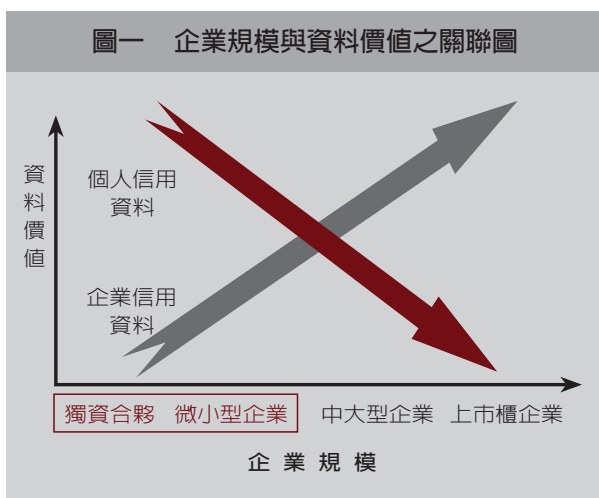 圖一 企業規模與資料價值之關聯圖
資料價值
個人信用
資料
企業信用
資料
獨資合夥 微小型企業 中大型企業 上市櫃企業
企業規模